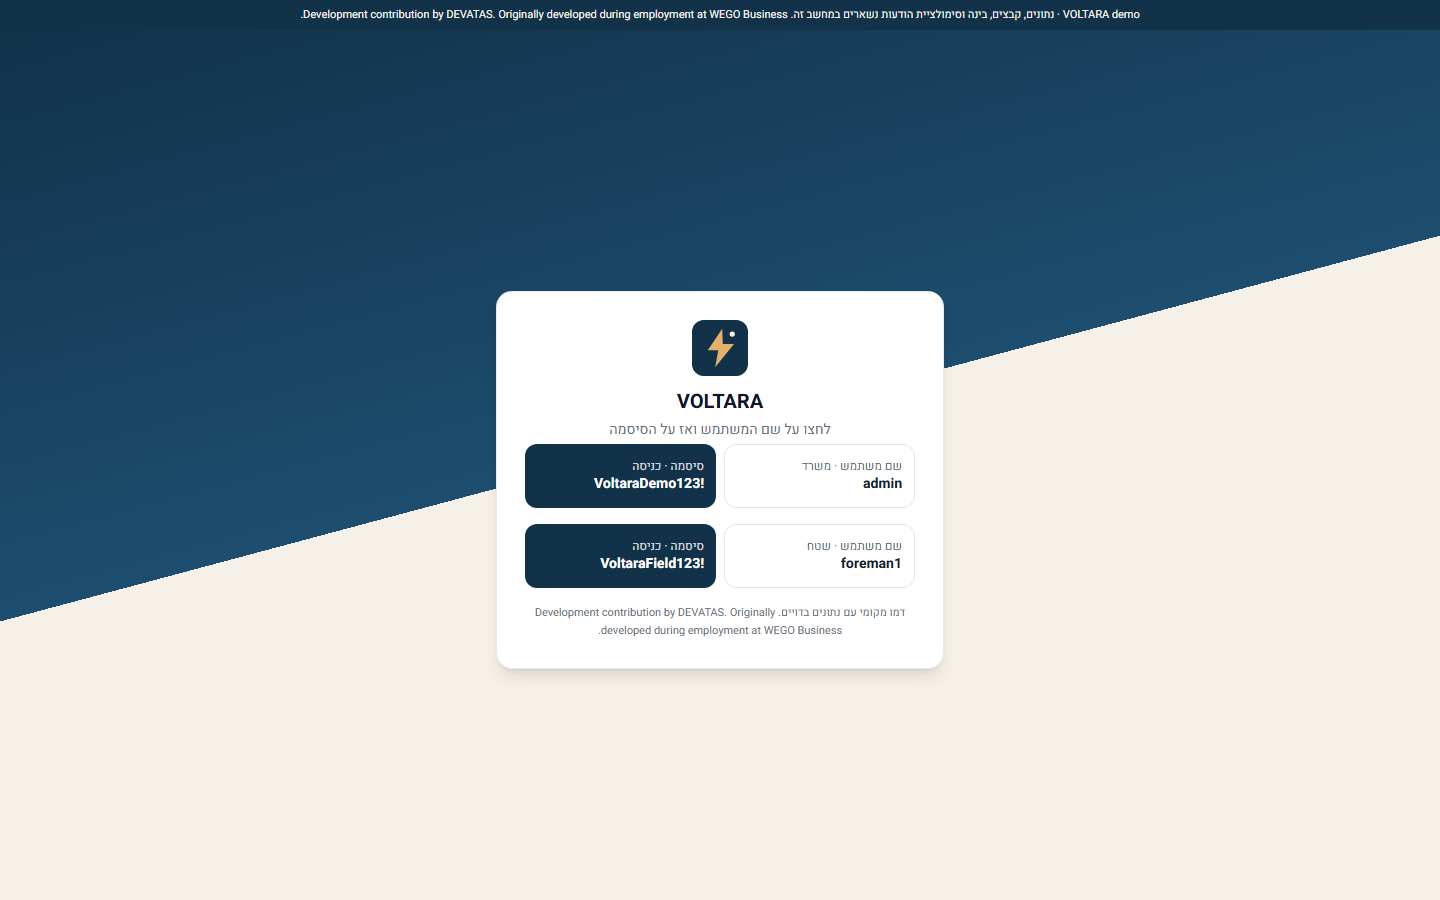 VOLTARA demo · נתונים, קבצים, בינה וסימולציית הודעות נשארים במחשב זה. Development contribution by DEVATAS. Originally developed during employment at WEGO Business.
VOLTARA
לחצו על שם המשתמש ואז על הסיסמה
שם משתמש · משרד
admin
סיסמה · כניסה
VoltaraDemo123!
שם משתמש · שטח
foreman1
סיסמה · כניסה
VoltaraField123!
דמו מקומי עם נתונים בדויים. Development contribution by DEVATAS. Originally
developed during employment at WEGO Business.